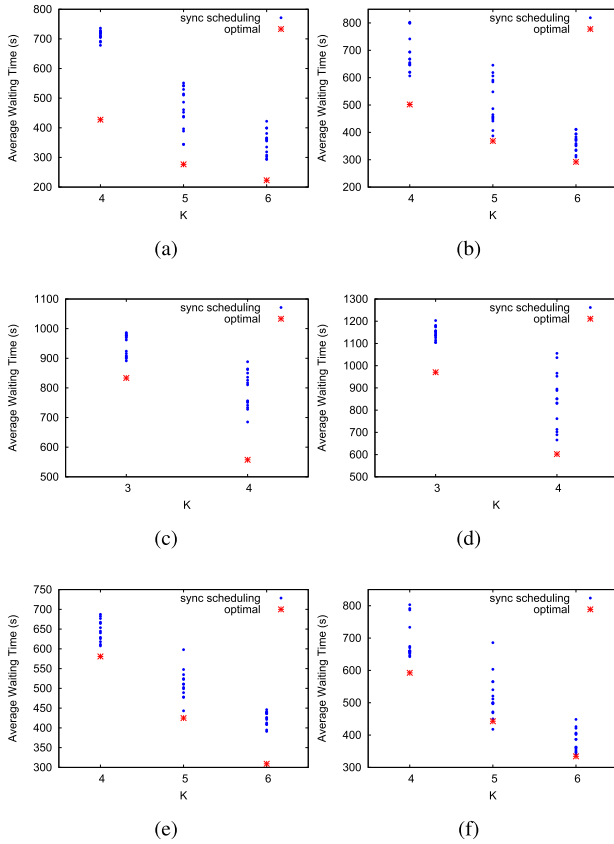 sync scheduling
optimal
Average Waiting Time (s)
800
700
600
500
400
300
200
4
5
6
K
(a)
sync scheduling
optimal
Average Waiting Time (s)
800
700
600
500
400
300
200
4
5
6
K
(b)
sync scheduling
optimal
Average Waiting Time (s)
1100
1000
900
800
700
600
500
3
4
K
(c)
sync scheduling
optimal
Average Waiting Time (s)
1300
1200
1100
1000
900
800
700
600
500
3
4
K
(d)
sync scheduling
optimal
Average Waiting Time (s)
750
700
650
600
550
500
450
400
350
300
4
5
6
K
(e)
sync scheduling
optimal
Average Waiting Time (s)
800
700
600
500
400
300
4
5
6
K
(f)